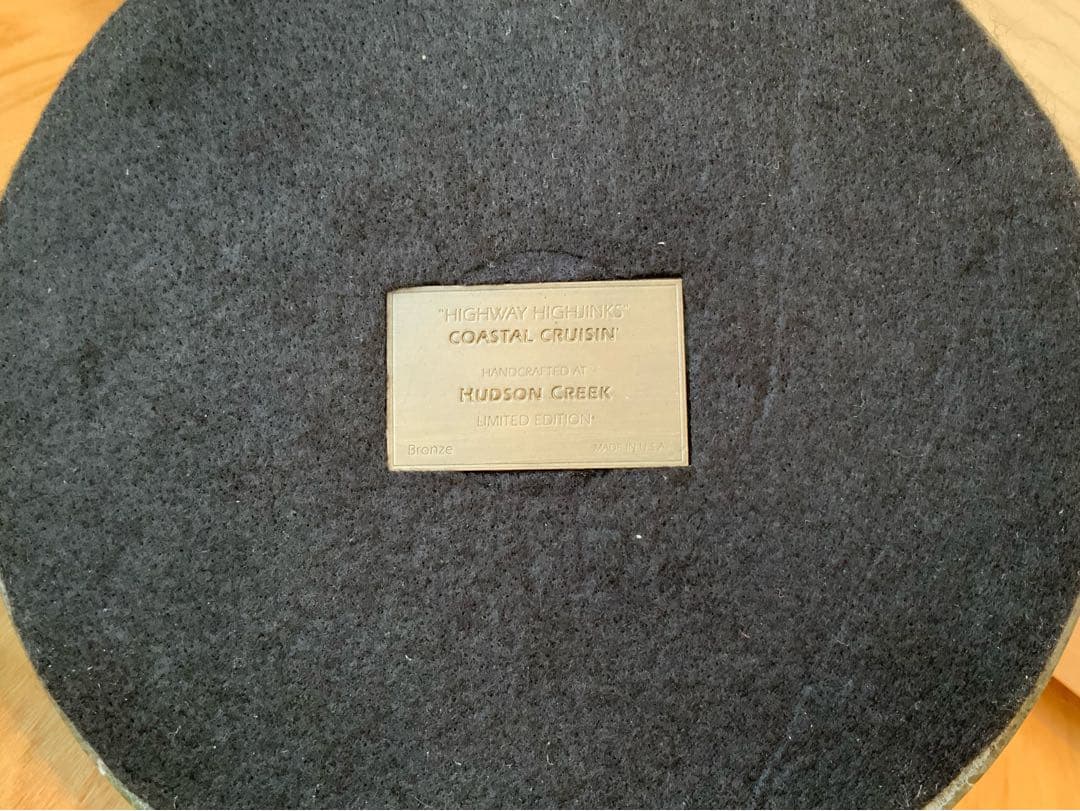 "HIGHWAY HIGHJINKS"
COASTAL CRUISIN'
HANDCRAFTED AT
HUDSON CREEK
LIMITED EDITION
Bronze MADE IN U.S.A.